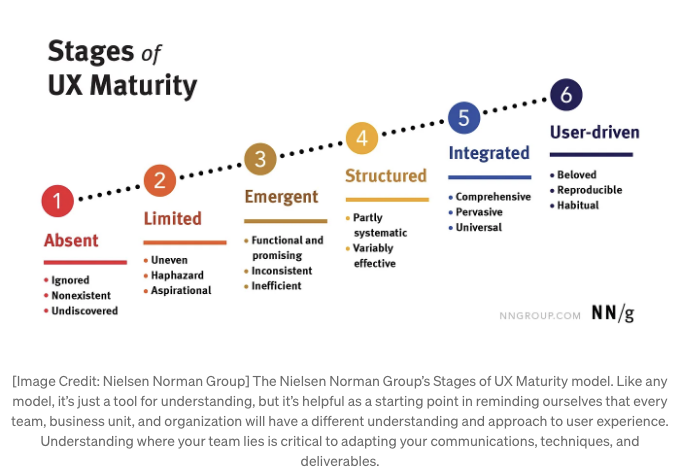 Stages of
UX Maturity
1
Absent
• Ignored
• Nonexistent
• Undiscovered
2
Limited
• Uneven
• Haphazard
• Aspirational
3
Emergent
• Functional and
promising
• Inconsistent
• Inefficient
4
Structured
• Partly
systematic
• Variably
effective
5
Integrated
• Comprehensive
• Pervasive
• Universal
6
User-driven
• Beloved
• Reproducible
• Habitual
NNGROUP.COM NN/g
[Image Credit: Nielsen Norman Group] The Nielsen Norman Group’s Stages of UX Maturity model. Like any
model, it’s just a tool for understanding, but it’s helpful as a starting point in reminding ourselves that every
team, business unit, and organization will have a different understanding and approach to user experience.
Understanding where your team lies is critical to adapting your communications, techniques, and
deliverables.